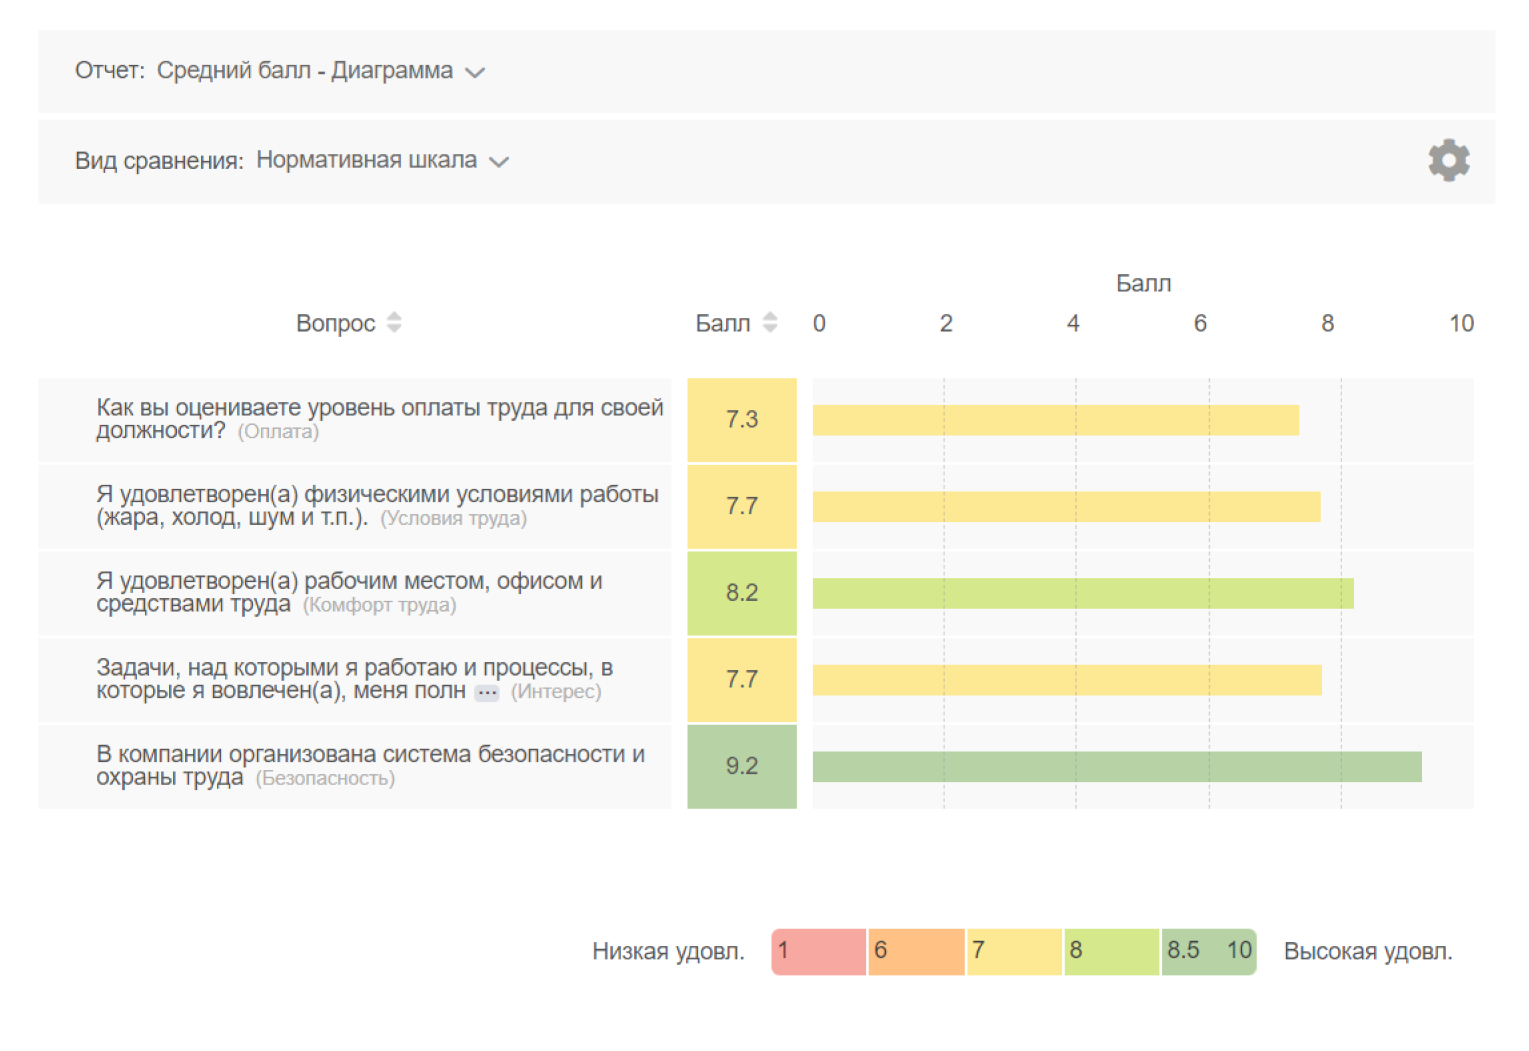 Отчет: Средний балл - Диаграмма
Вид сравнения: Нормативная шкала
Балл
Вопрос Балл 0 2 4 6 8 10
Как вы оцениваете уровень оплаты труда для своей
должности? (Оплата)
7.3
Я удовлетворен(а) физическими условиями работы
(жара, холод, шум и т.п.). (Условия труда)
7.7
Я удовлетворен(а) рабочим местом, офисом и
средствами труда (Комфорт труда)
8.2
Задачи, над которыми я работаю и процессы, в
которые я вовлечен(а), меня полн ... (Интерес)
7.7
В компании организована система безопасности и
охраны труда (Безопасность)
9.2
Низкая удовл. 1 6 7 8 8.5 10 Высокая удовл.